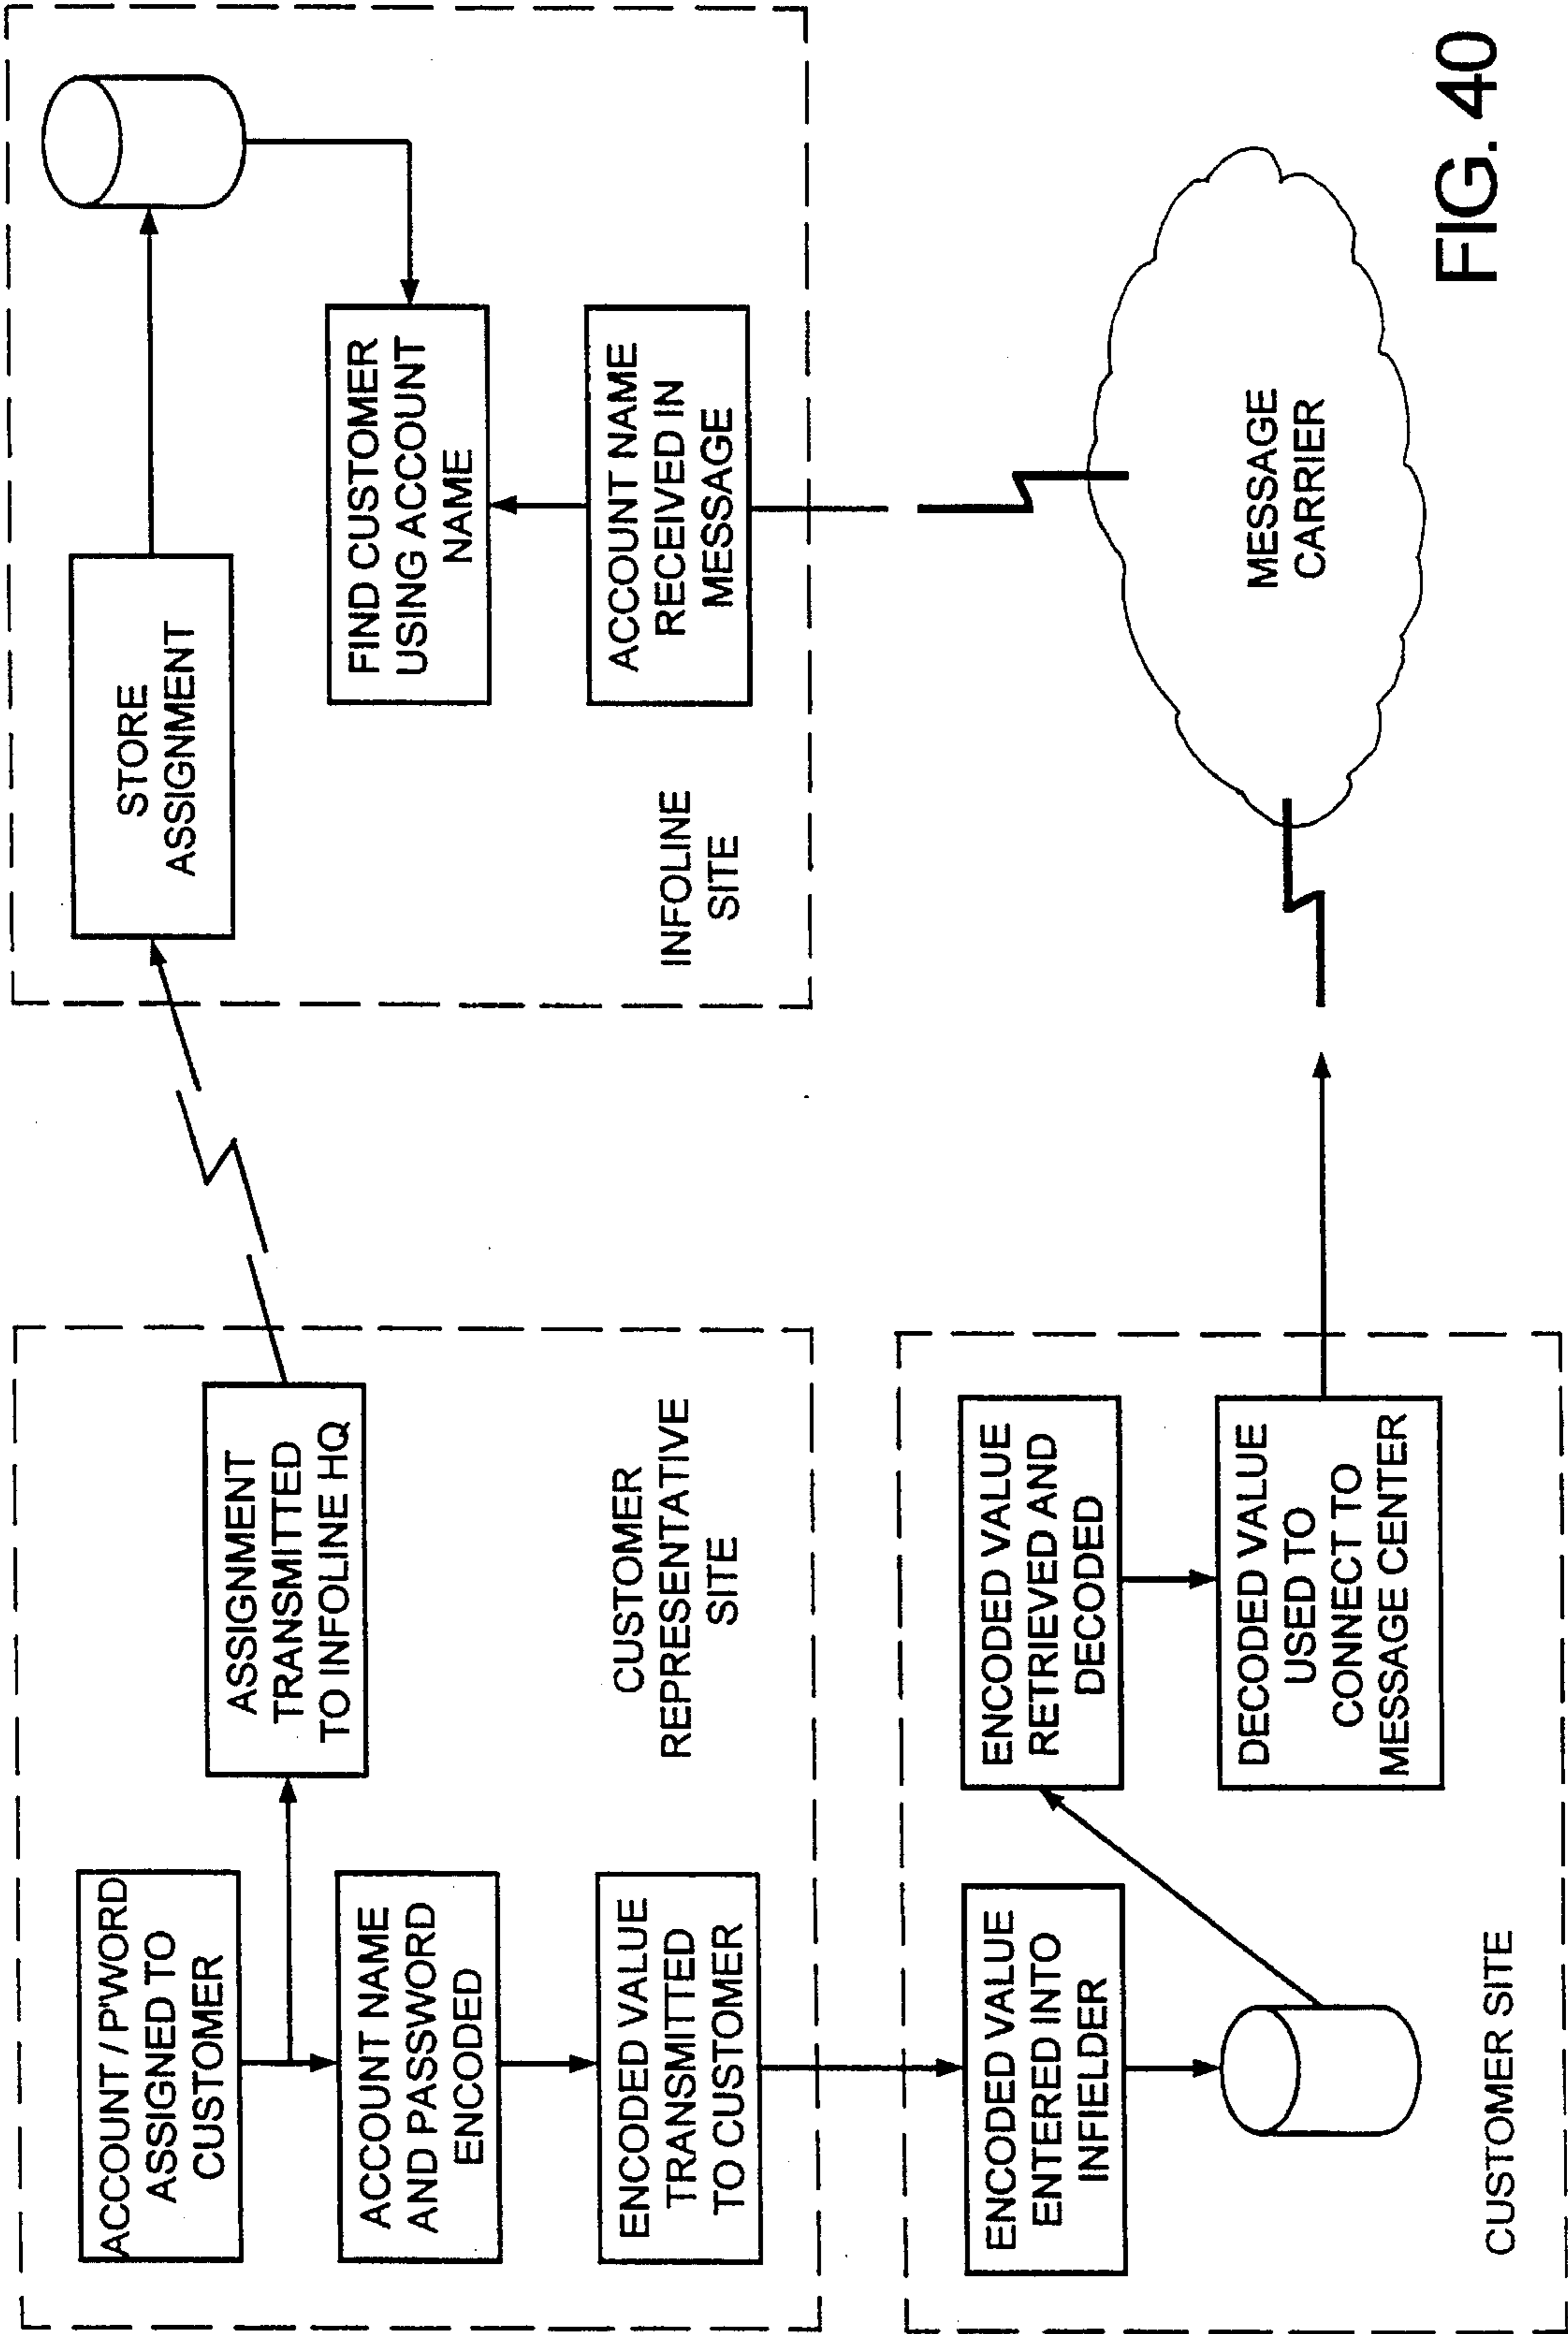 ACCOUNT / P'WORD
ASSIGNED TO
CUSTOMER
ACCOUNT NAME
AND PASSWORD
ENCODED
ENCODED VALUE
TRANSMITTED
TO CUSTOMER
ASSIGNMENT
TRANSMITTED
TO INFOLINE HQ
CUSTOMER
REPRESENTATIVE
SITE
STORE
ASSIGNMENT
FIND CUSTOMER
USING ACCOUNT
NAME
ACCOUNT NAME
RECEIVED IN
MESSAGE
INFOLINE
SITE
ENCODED VALUE
ENTERED INTO
INFIELDER
ENCODED VALUE
RETRIEVED AND
DECODED
DECODED VALUE
USED TO
CONNECT TO
MESSAGE CENTER
CUSTOMER SITE
MESSAGE
CARRIER
FIG. 40